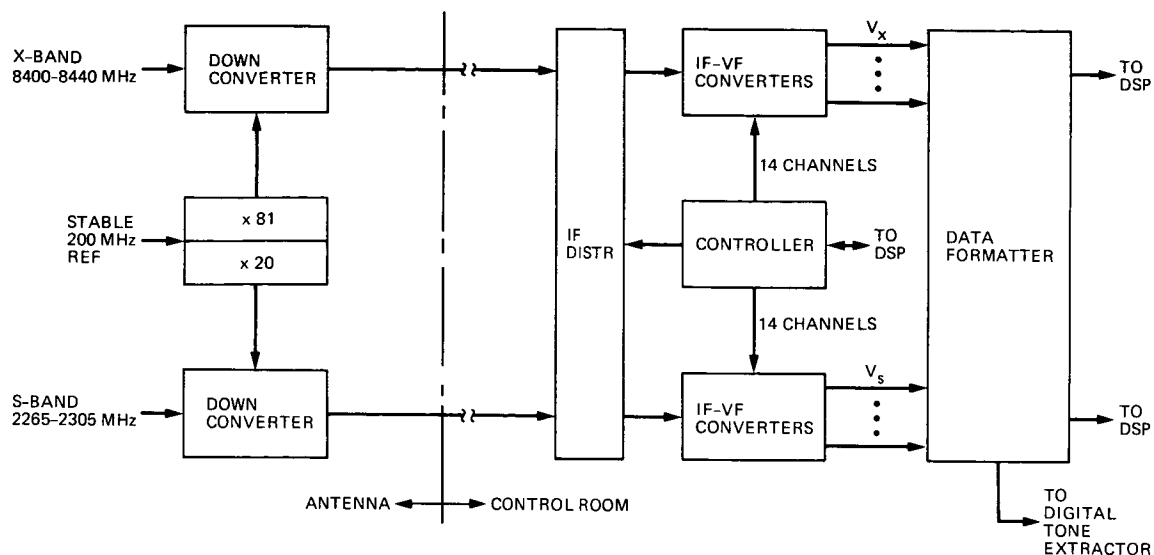 X-BAND
8400-8440 MHz
DOWN
CONVERTER
IF-VF
CONVERTERS
Vx
TO
DSP
14 CHANNELS
STABLE
200 MHz
REF
x 81
x 20
IF
DISTR
CONTROLLER
TO
DSP
DATA
FORMATTER
14 CHANNELS
S-BAND
2265-2305 MHz
DOWN
CONVERTER
IF-VF
CONVERTERS
Vs
TO
DSP
ANTENNA
CONTROL ROOM
TO
DIGITAL
TONE
EXTRACTOR